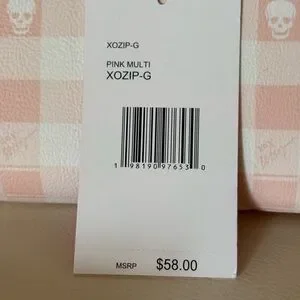 XOZIP-G
PINK MULTI
XOZIP-G
1 98190 97653 0
MSRP $58.00